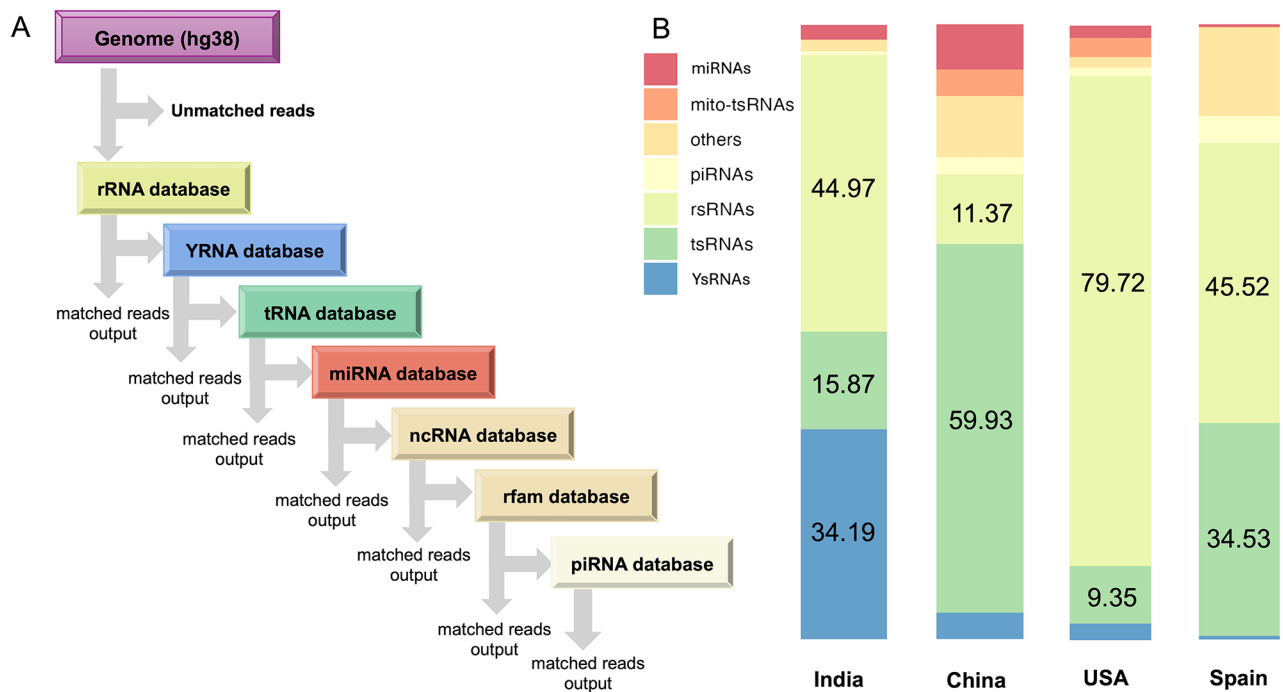 A
Genome (hg38)
Unmatched reads
rRNA database
YRNA database
matched reads
output
tRNA database
matched reads
output
miRNA database
matched reads
output
ncRNA database
matched reads
output
rfam database
matched reads
output
piRNA database
matched reads
output
matched reads
output
B
miRNAs
mito-tsRNAs
others
piRNAs
rsRNAs
tsRNAs
YsRNAs
44.97
15.87
34.19
India
11.37
59.93
China
79.72
9.35
USA
45.52
34.53
Spain